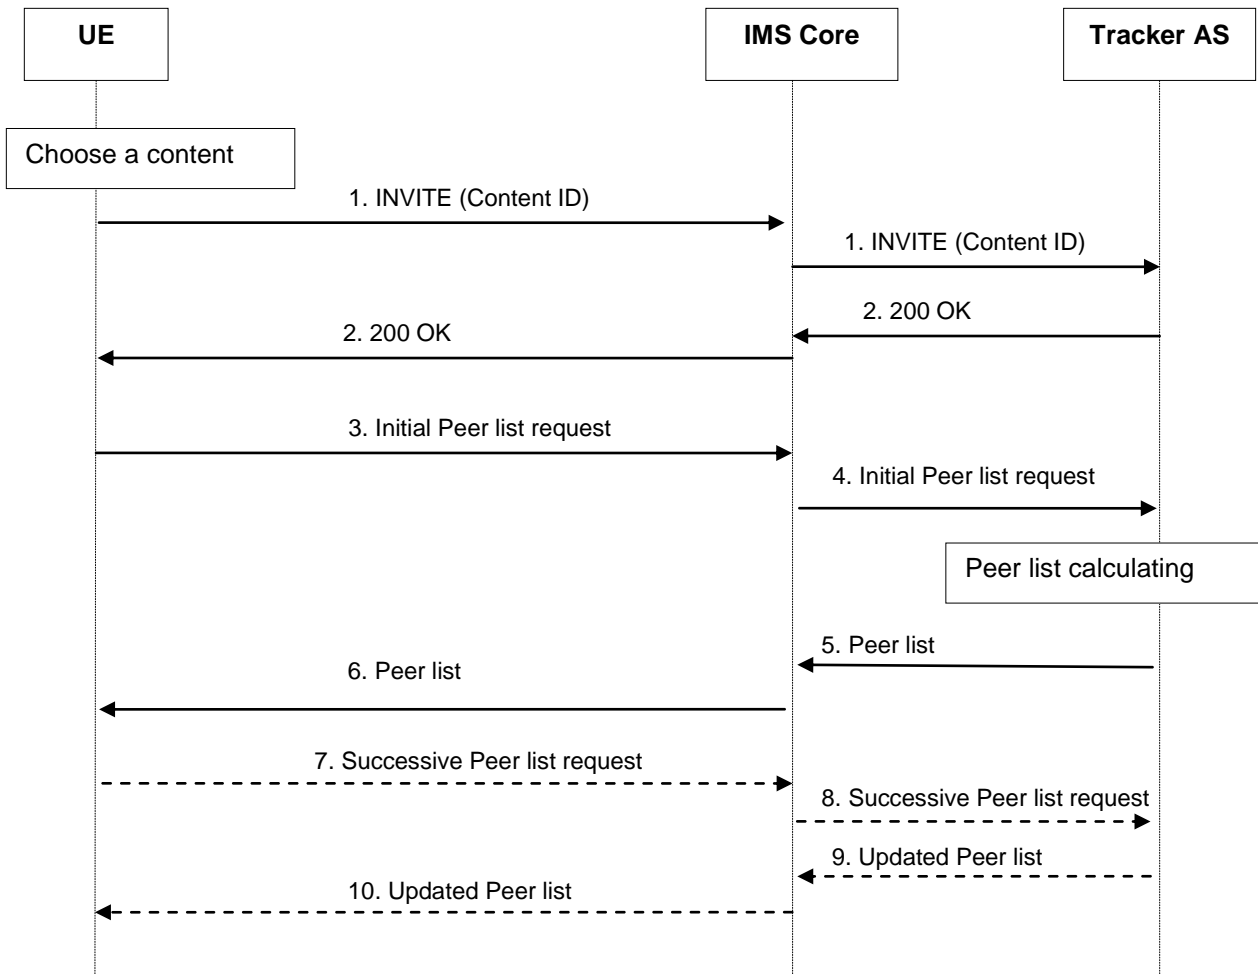 UE
IMS Core
Tracker AS
Choose a content
1. INVITE (Content ID)
1. INVITE (Content ID)
2. 200 OK
2. 200 OK
3. Initial Peer list request
4. Initial Peer list request
Peer list calculating
5. Peer list
6. Peer list
7. Successive Peer list request
8. Successive Peer list request
9. Updated Peer list
10. Updated Peer list